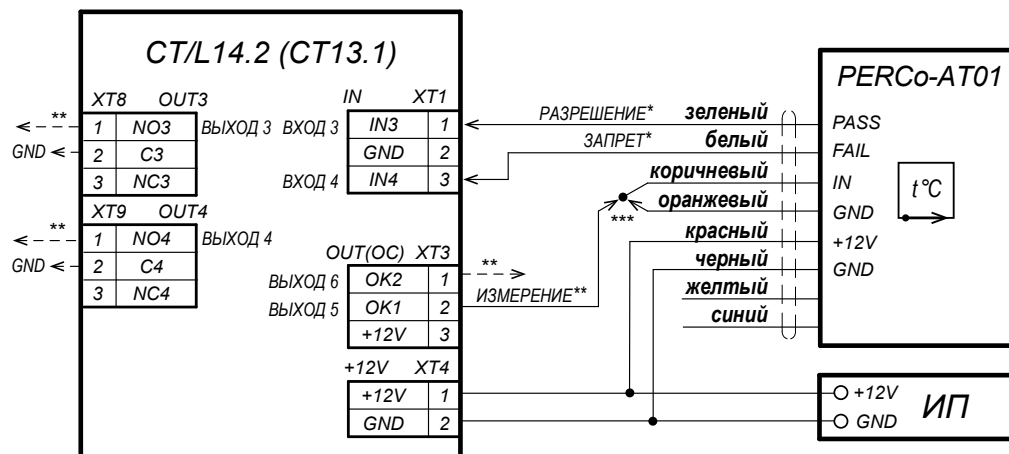 CT/L14.2 (CT13.1)
XT8 OUT3
1 NO3 ВЫХОД 3
2 C3
3 NC3
**
GND
XT9 OUT4
1 NO4 ВЫХОД 4
2 C4
3 NC4
**
GND
IN XT1
ВХОД 3 IN3 1
GND 2
ВХОД 4 IN4 3
OUT(OC) XT3
ВЫХОД 6 OK2 1
ВЫХОД 5 OK1 2
+12V 3
+12V XT4
+12V 1
GND 2
РАЗРЕШЕНИЕ* зеленый
ЗАПРЕТ* белый
коричневый
оранжевый
***
красный
черный
**
ИЗМЕРЕНИЕ** желтый
синий
PERCo-AT01
PASS
FAIL
IN
GND
+12V
GND
t°C
+12V
GND
ИП